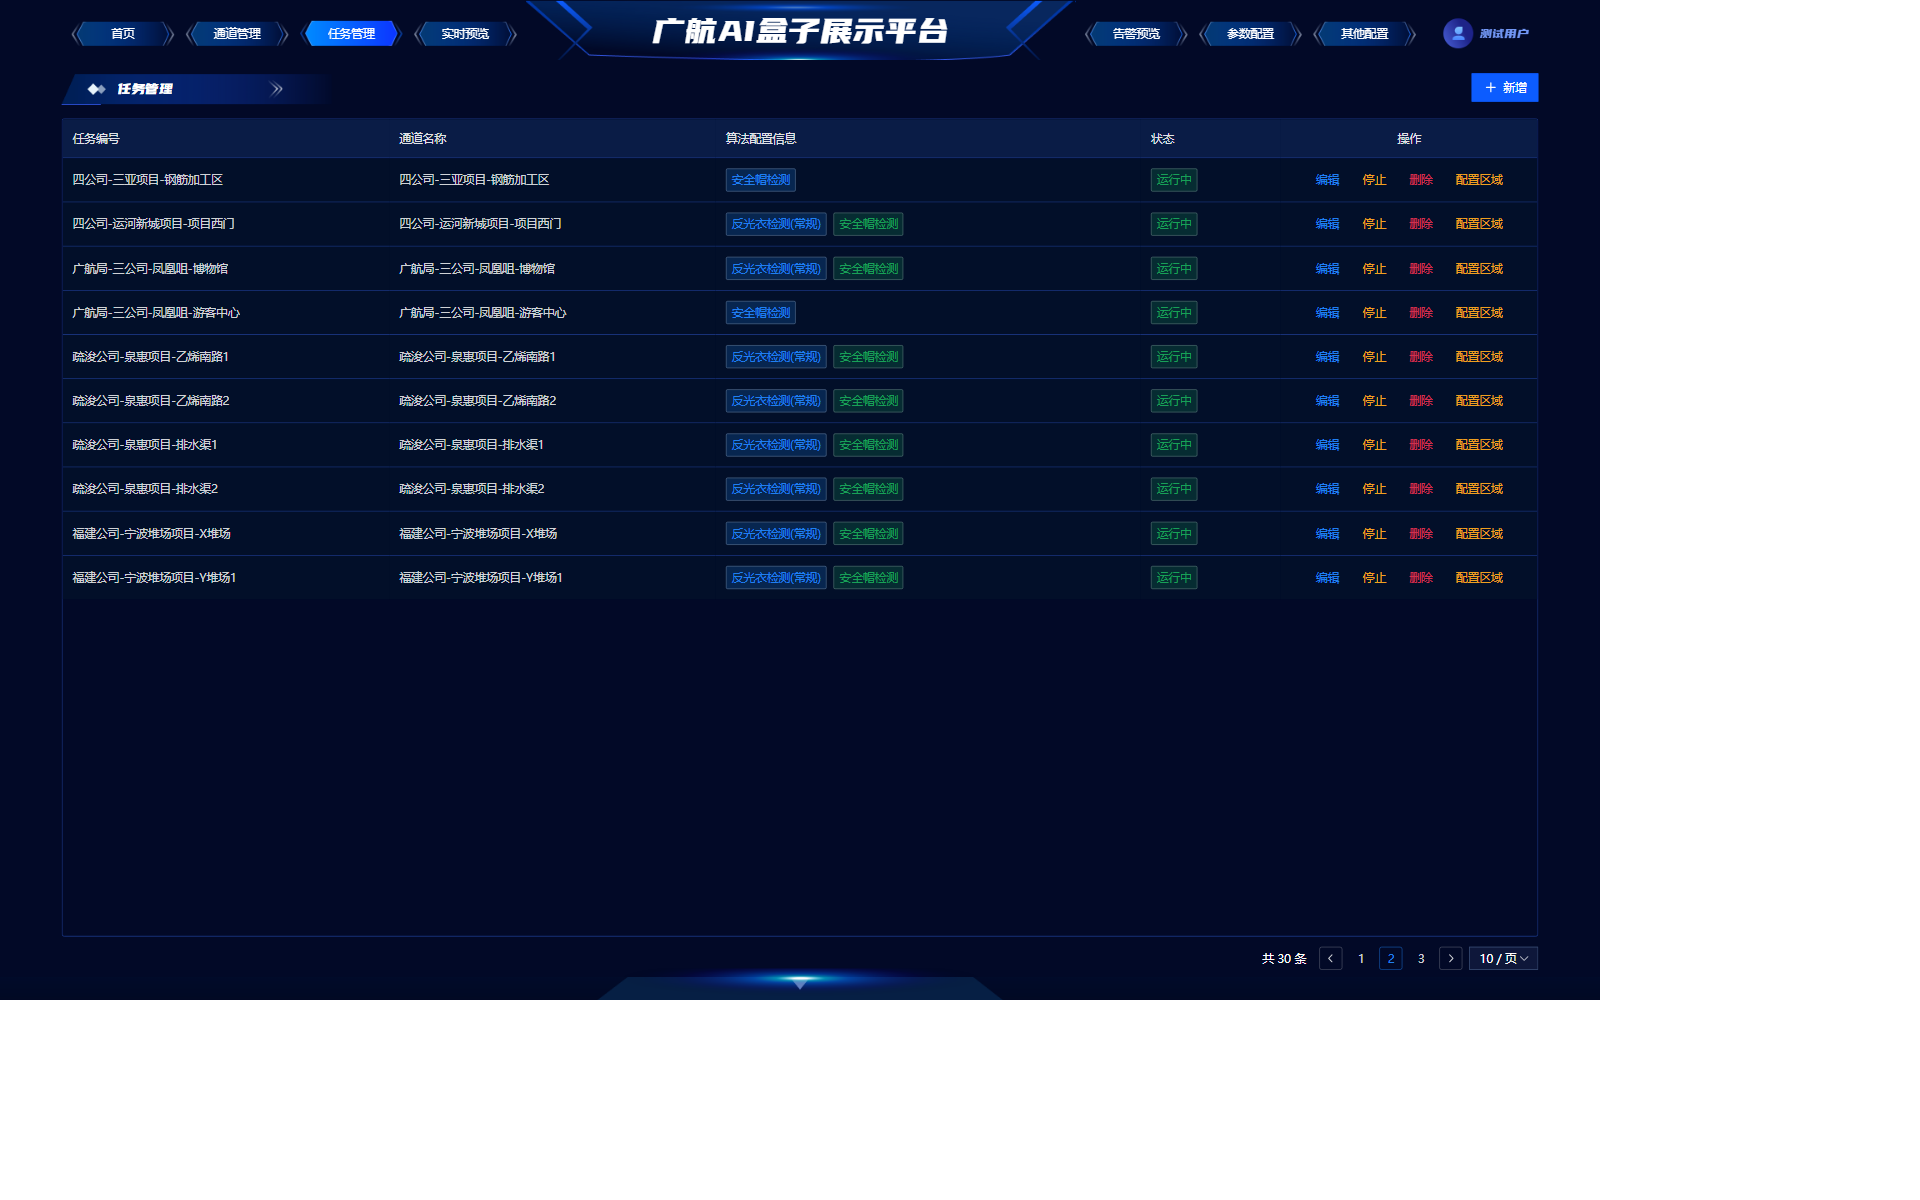 首页 通道管理 任务管理 实时预览 广航AI盒子展示平台 告警预览 参数配置 其他配置 测试用户
任务管理 + 新增
任务编号 通道名称 算法配置信息 状态 操作
四公司-三亚项目-钢筋加工区 四公司-三亚项目-钢筋加工区 安全帽检测 运行中 编辑 停止 删除 配置区域
四公司-运河新城项目-项目西门 四公司-运河新城项目-项目西门 反光衣检测(常规) 安全帽检测 运行中 编辑 停止 删除 配置区域
广航局-三公司-凤凰咀-博物馆 广航局-三公司-凤凰咀-博物馆 反光衣检测(常规) 安全帽检测 运行中 编辑 停止 删除 配置区域
广航局-三公司-凤凰咀-游客中心 广航局-三公司-凤凰咀-游客中心 安全帽检测 运行中 编辑 停止 删除 配置区域
疏浚公司-泉惠项目-乙烯南路1 疏浚公司-泉惠项目-乙烯南路1 反光衣检测(常规) 安全帽检测 运行中 编辑 停止 删除 配置区域
疏浚公司-泉惠项目-乙烯南路2 疏浚公司-泉惠项目-乙烯南路2 反光衣检测(常规) 安全帽检测 运行中 编辑 停止 删除 配置区域
疏浚公司-泉惠项目-排水渠1 疏浚公司-泉惠项目-排水渠1 反光衣检测(常规) 安全帽检测 运行中 编辑 停止 删除 配置区域
疏浚公司-泉惠项目-排水渠2 疏浚公司-泉惠项目-排水渠2 反光衣检测(常规) 安全帽检测 运行中 编辑 停止 删除 配置区域
福建公司-宁波堆场项目-X堆场 福建公司-宁波堆场项目-X堆场 反光衣检测(常规) 安全帽检测 运行中 编辑 停止 删除 配置区域
福建公司-宁波堆场项目-Y堆场1 福建公司-宁波堆场项目-Y堆场1 反光衣检测(常规) 安全帽检测 运行中 编辑 停止 删除 配置区域
共 30 条 1 2 3 10 / 页